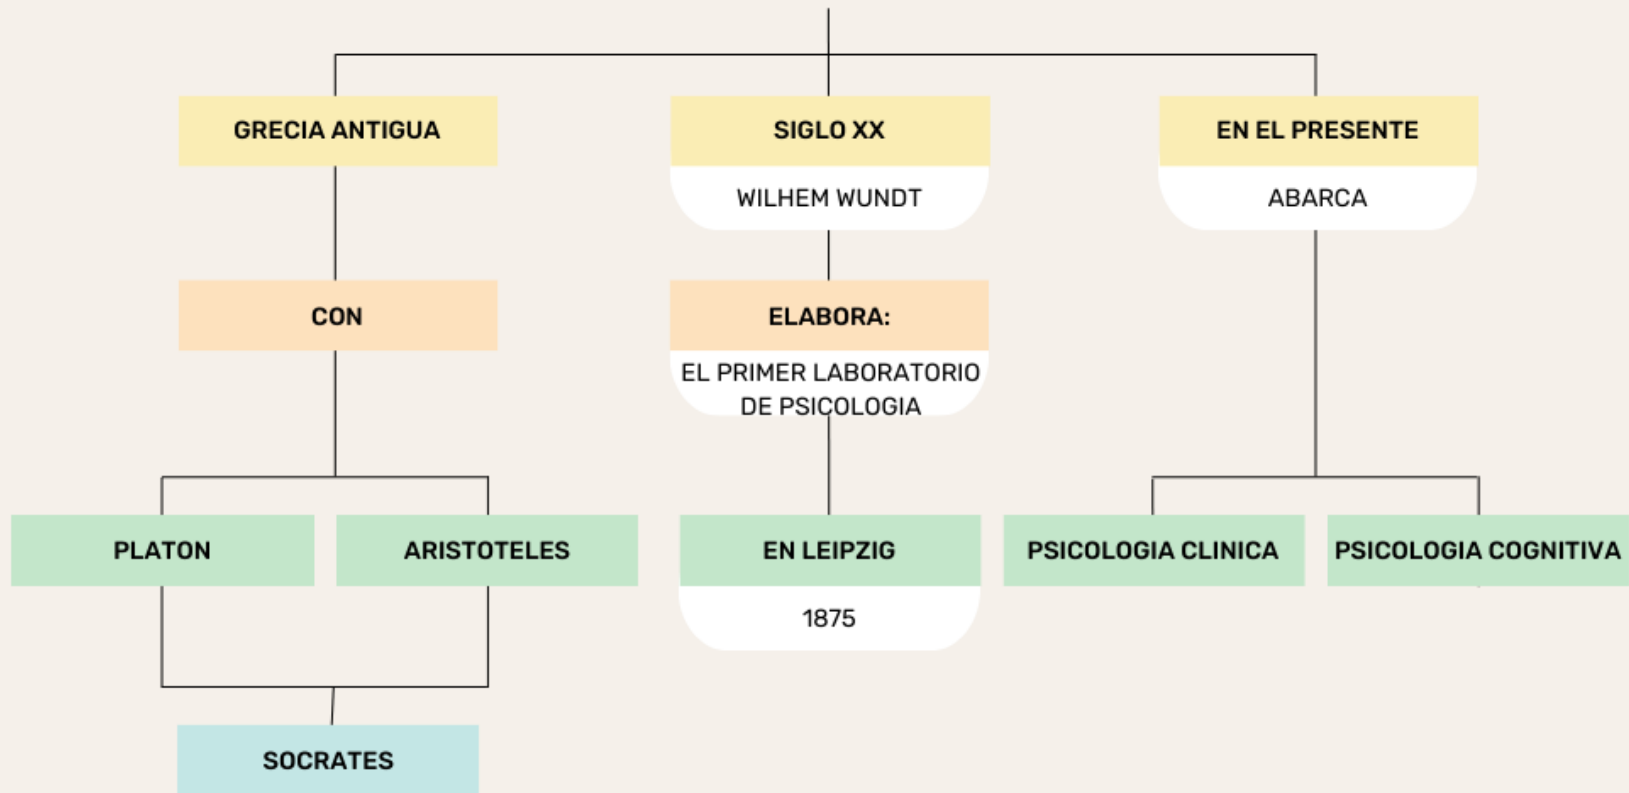 GRECIA ANTIGUA
SIGLO XX
EN EL PRESENTE
WILHEM WUNDT
ABARCA
CON
ELABORA:
EL PRIMER LABORATORIO
DE PSICOLOGIA
PLATON
ARISTOTELES
EN LEIPZIG
PSICOLOGIA CLINICA
PSICOLOGIA COGNITIVA
1875
SOCRATES